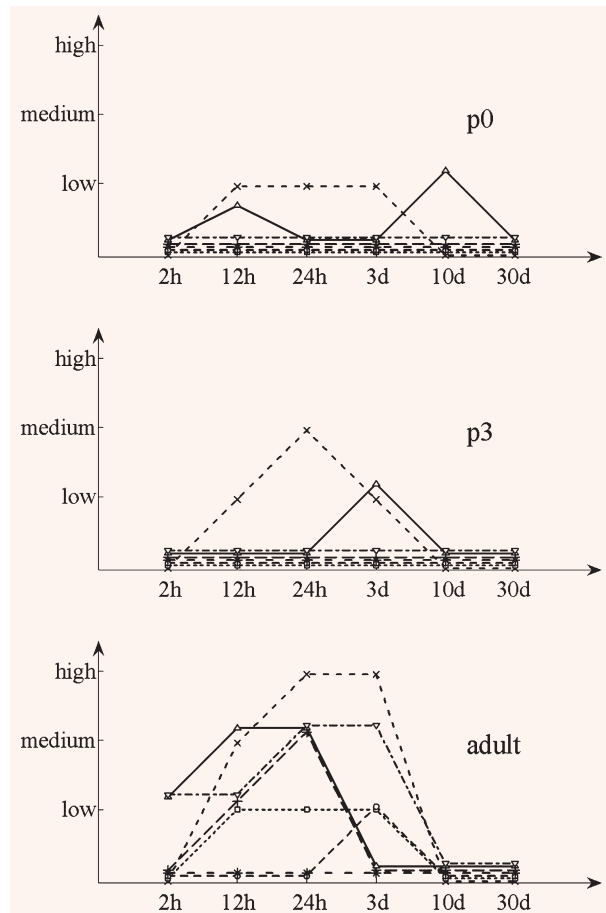 high
medium
p0
low
2h 12h 24h 3d 10d 30d
high
medium
p3
low
2h 12h 24h 3d 10d 30d
high
medium
adult
low
2h 12h 24h 3d 10d 30d